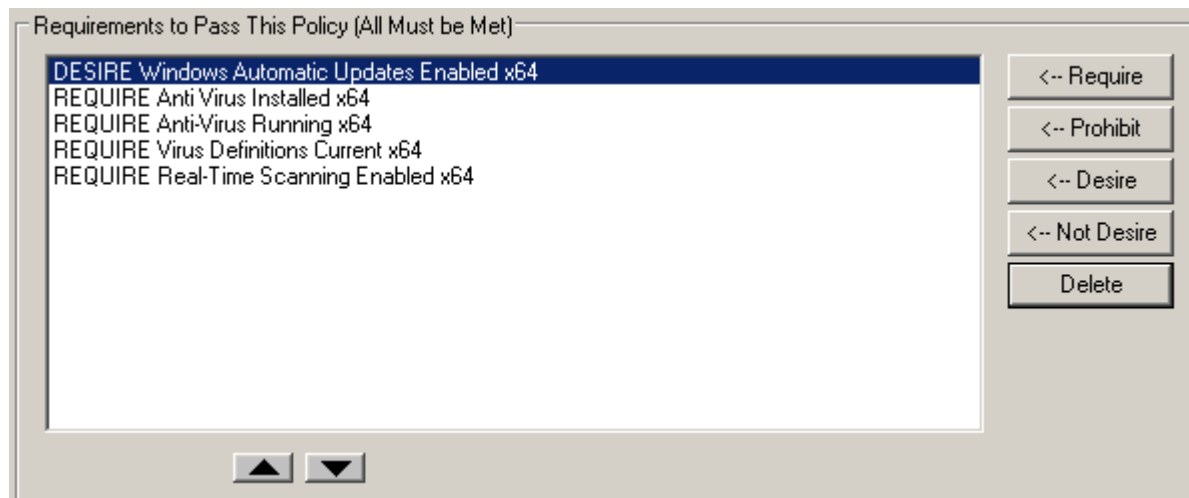 Requirements to Pass This Policy (All Must be Met)
DESIRE Windows Automatic Updates Enabled x64
REQUIRE Anti Virus Installed x64
REQUIRE Anti-Virus Running x64
REQUIRE Virus Definitions Current x64
REQUIRE Real-Time Scanning Enabled x64
<-- Require
<-- Prohibit
<-- Desire
<-- Not Desire
Delete